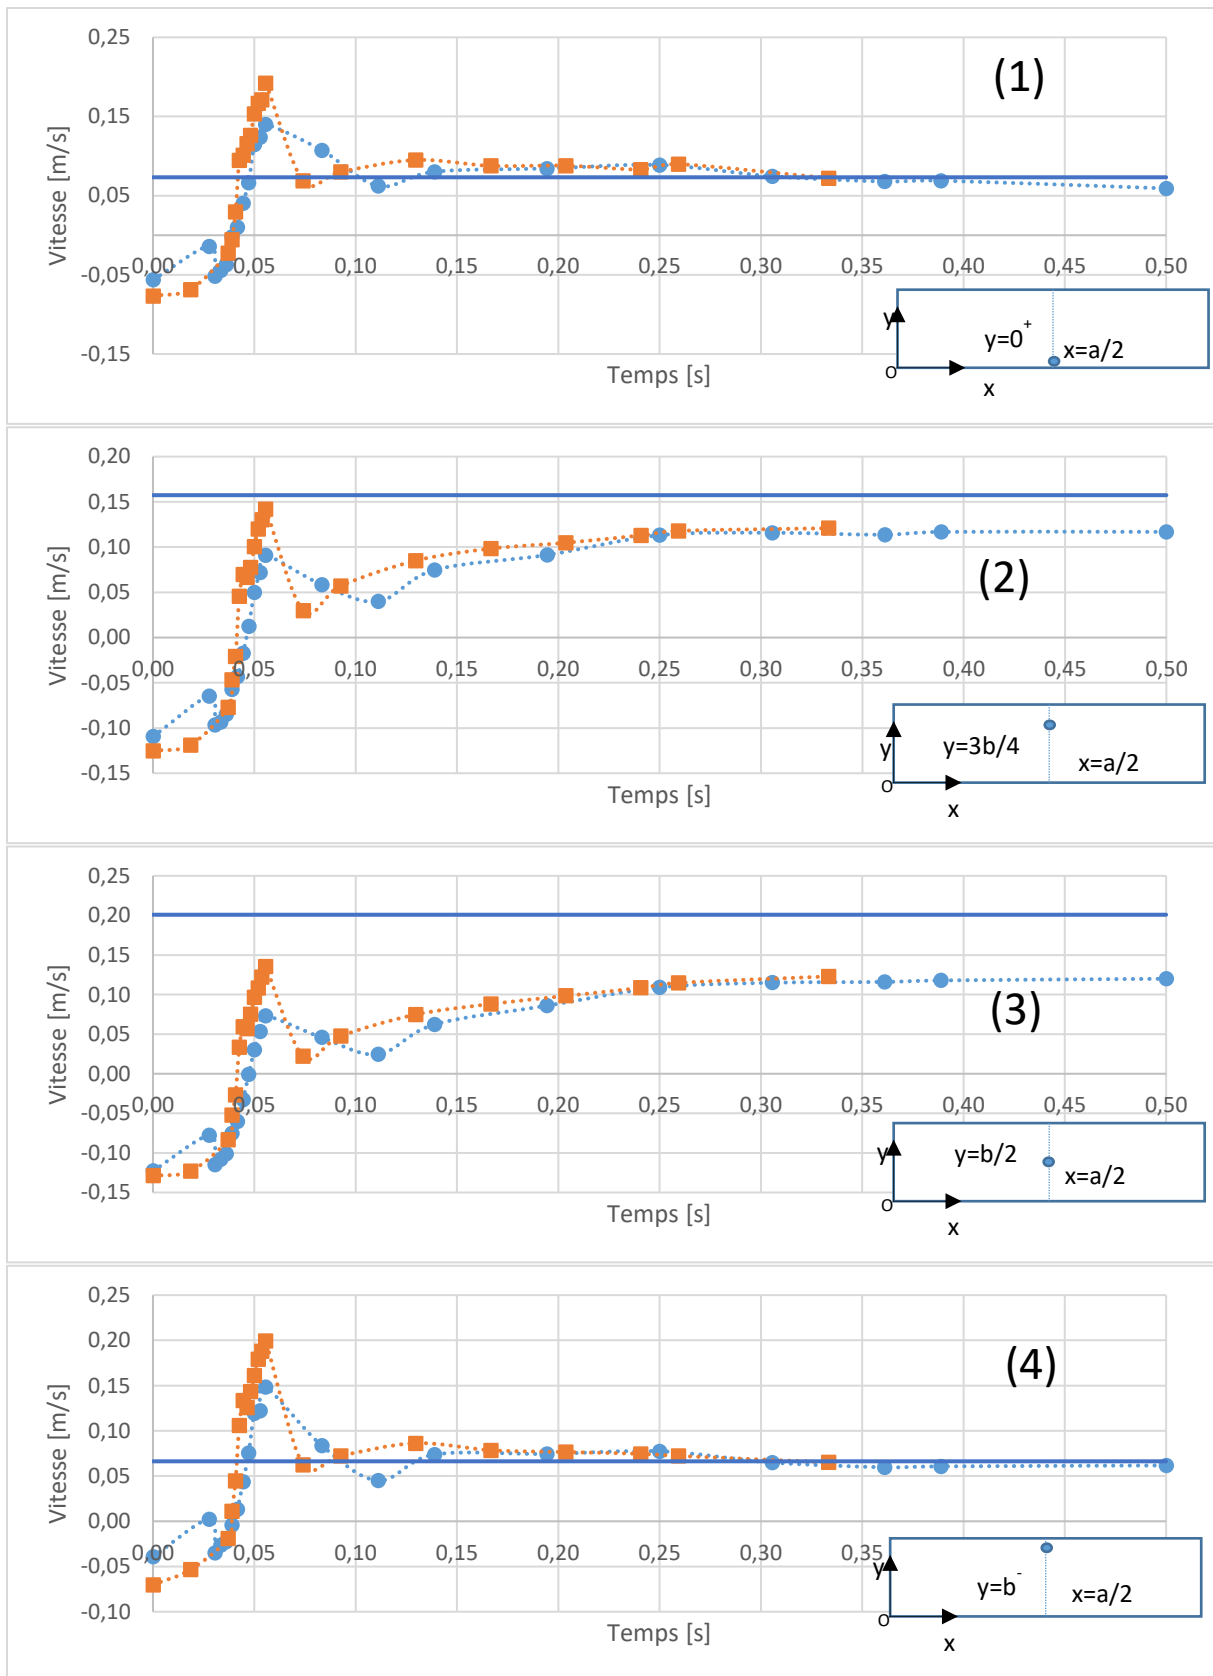 0,25
(1)
0,15
0,05
Vitesse [m/s]
0,00 0,05 0,10 0,15 0,20 0,25 0,30 0,35 0,40 0,45 0,50
-0,05
y
y=0+
x=a/2
-0,15
O
Temps [s]
x
0,20
0,15
0,10
(2)
0,05
Vitesse [m/s]
0,00
0,00 0,05 0,10 0,15 0,20 0,25 0,30 0,35 0,40 0,45 0,50
-0,05
-0,10
y
y=3b/4
x=a/2
-0,15
O
Temps [s]
x
0,25
0,20
0,15
0,10
(3)
0,05
Vitesse [m/s]
0,00
0,00 0,05 0,10 0,15 0,20 0,25 0,30 0,35 0,40 0,45 0,50
-0,05
-0,10
y
y=b/2
x=a/2
-0,15
O
Temps [s]
x
0,25
0,20
(4)
0,15
0,10
0,05
Vitesse [m/s]
0,00
0,00 0,05 0,10 0,15 0,20 0,25 0,30 0,35
-0,05
y
y=b-
x=a/2
-0,10
O
Temps [s]
x